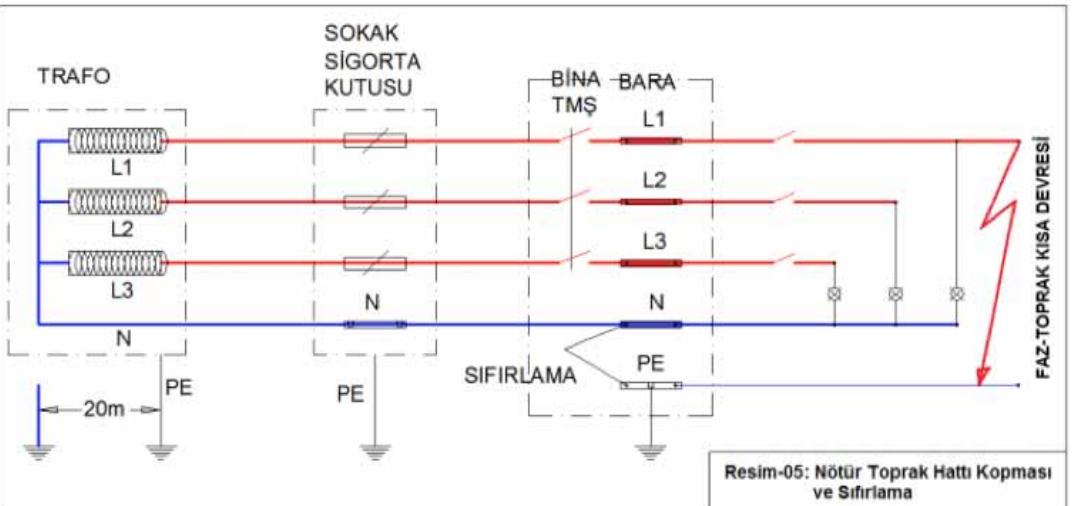 TRAFO
SOKAK
SİGORTA
KUTUSU
BİNA
TMŞ
BARA
L1
L2
L3
N
L1
L2
L3
N
N
PE
SIFIRLAMA
PE
PE
20m
FAZ-TOPRAK KISA DEVRESİ
Resim-05: Nötür Toprak Hattı Kopması
ve Sıfırlama